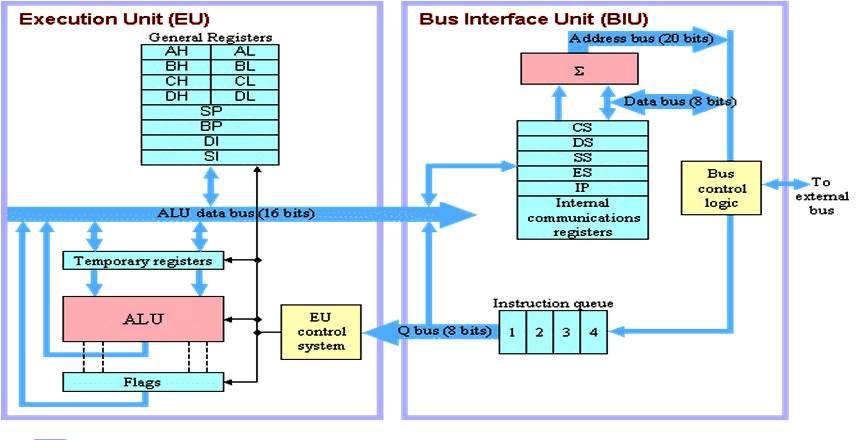 Execution Unit (EU)
General Registers
AH AL
BH BL
CH CL
DH DL
SP
BP
DI
SI
ALU data bus (16 bits)
Temporary registers
ALU
Flags
EU
control
system
Bus Interface Unit (BIU)
Address bus (20 bits)
Σ
Data bus (8 bits)
CS
DS
SS
ES
IP
Internal
communications
registers
Bus
control
logic
To
external
bus
Instruction queue
1 2 3 4
Q bus (8 bits)